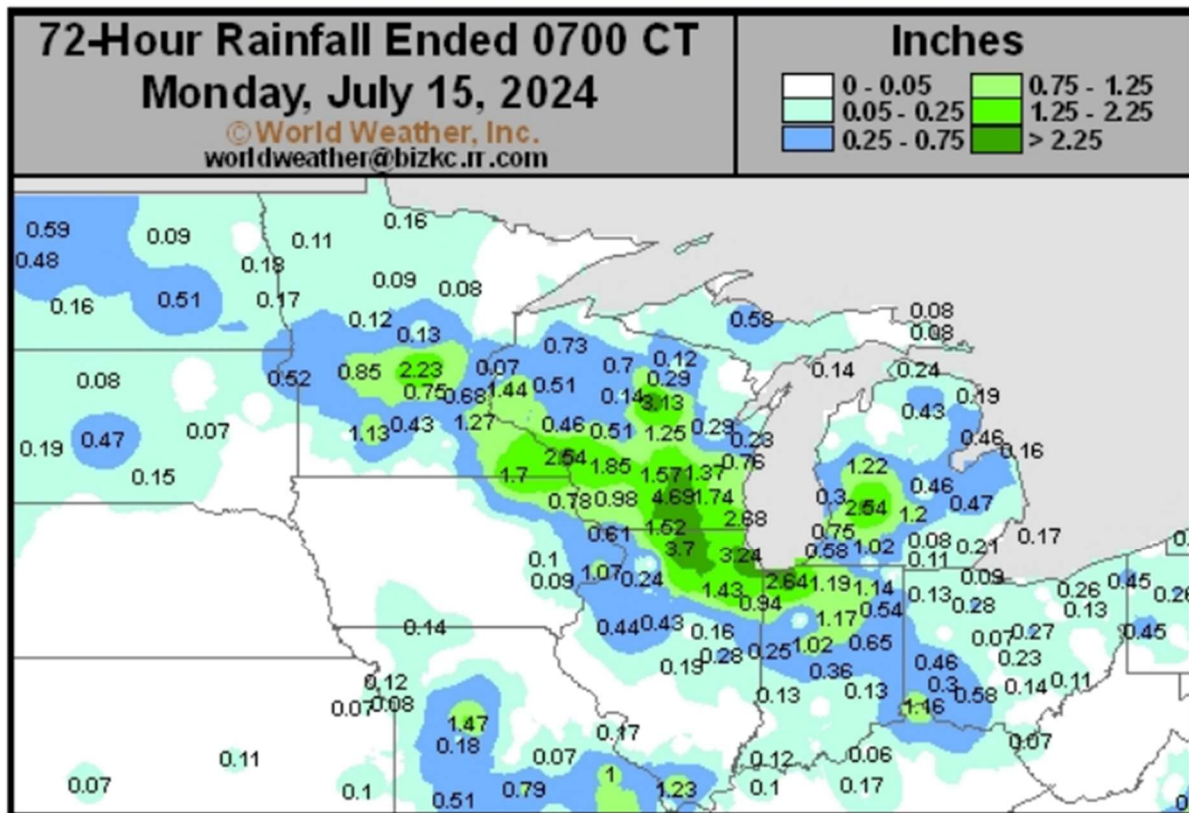 72-Hour Rainfall Ended 0700 CT
Monday, July 15, 2024
©World Weather, Inc.
worldweather@bizkc.rr.com
Inches
0 - 0.05
0.75 - 1.25
0.05 - 0.25
1.25 - 2.25
0.25 - 0.75
> 2.25
0.16
0.59 0.09 0.11
0.48 0.18
0.09 0.08
0.16 0.51 0.17
0.12 0.58 0.08
0.13 0.08
0.73
0.07 0.7 0.12
0.52 0.85 2.23 0.29 0.14 0.24
0.08 0.75 0.68 1.44 0.51 0.14 3.13 0.19
0.43
0.47 0.07 1.13 0.43 1.27 0.46 0.51 1.25 0.29 0.23 0.46
0.19 0.16
0.15 1.7 2.54 1.85 1.57 1.37 0.76 1.22
0.46
0.78 0.98 4.69 1.74 0.3 2.54 1.2 0.47
0.61 1.52 2.68 0.75 0.17
3.7 3.24 0.58 1.02 0.08 0.21
0.1 0.11
0.09 1.07 0.24 2.64 1.19 1.14 0.09 0.45
1.43 0.13 0.26 0.26
0.94 0.54 0.28 0.13
0.14 0.44 0.43 0.16 1.17 0.07 0.27 0.45
0.19 0.28 0.25 1.02 0.65 0.23
0.36 0.46
0.12 0.13 0.13 0.3 0.58 0.14 0.11
0.07 0.08 1.16
1.47 0.17
0.18 0.07 0.12 0.06 0.07
0.11
0.07 0.1 0.51 0.79 1 1.23 0.1 0.17